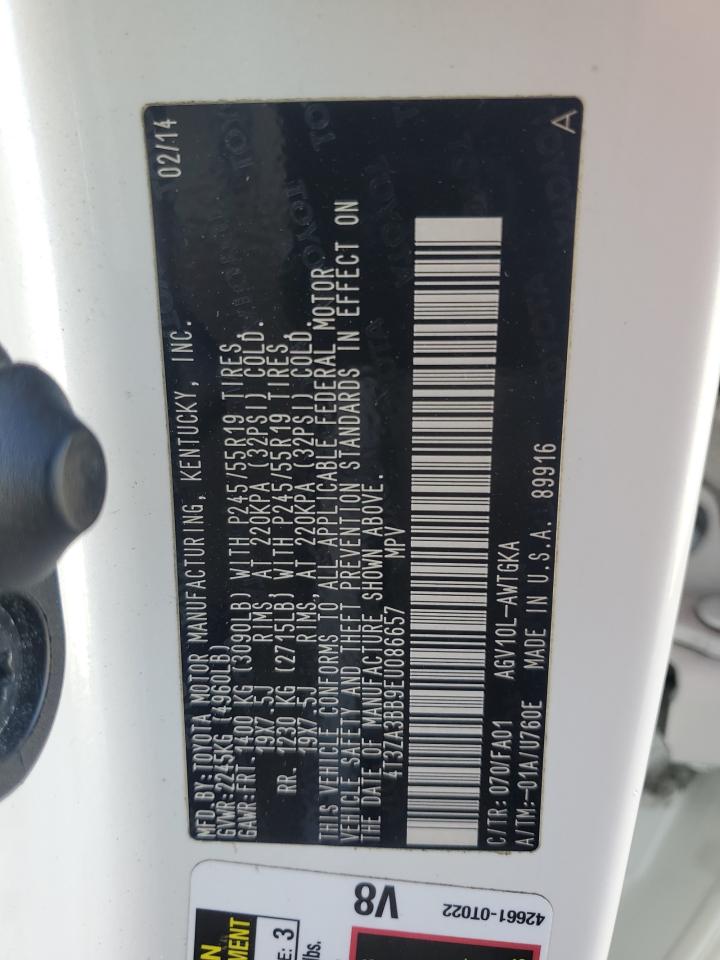 MFD. BY: TOYOTA MOTOR MANUFACTURING, KENTUCKY, INC. 02/14
GVWR: 2245KG (4960LB)
GAWR: FRT. 1400 KG (3090LB) WITH P245/55R19 TIRES,
19X7.5J RIMS, AT 220KPA (32PSI) COLD.
RR. 1230 KG (2715LB) WITH P245/55R19 TIRES,
19X7.5J RIMS, AT 220KPA (32PSI) COLD.
THIS VEHICLE CONFORMS TO ALL APPLICABLE FEDERAL MOTOR
VEHICLE SAFETY AND THEFT PREVENTION STANDARDS IN EFFECT ON
THE DATE OF MANUFACTURE SHOWN ABOVE.
4T3ZA3BB9EU086657 MPV
C/TR: 070/FA01 AGV10L-AWTGKA
A/TM: -01A/U760E MADE IN U.S.A. 89916 A
V8
42661-0T022
3
lbs.